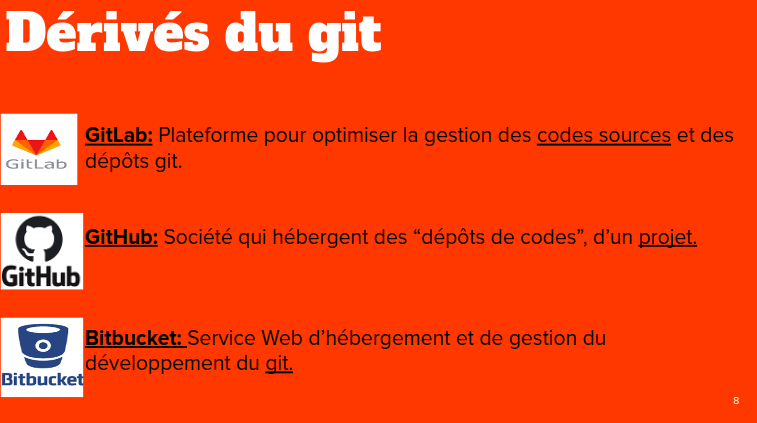 Dérivés du git
GitLab
GitLab: Plateforme pour optimiser la gestion des codes sources et des
dépôts git.
GitHub
GitHub: Société qui hébergent des “dépôts de codes”, d’un projet.
Bitbucket
Bitbucket: Service Web d’hébergement et de gestion du
développement du git.
8